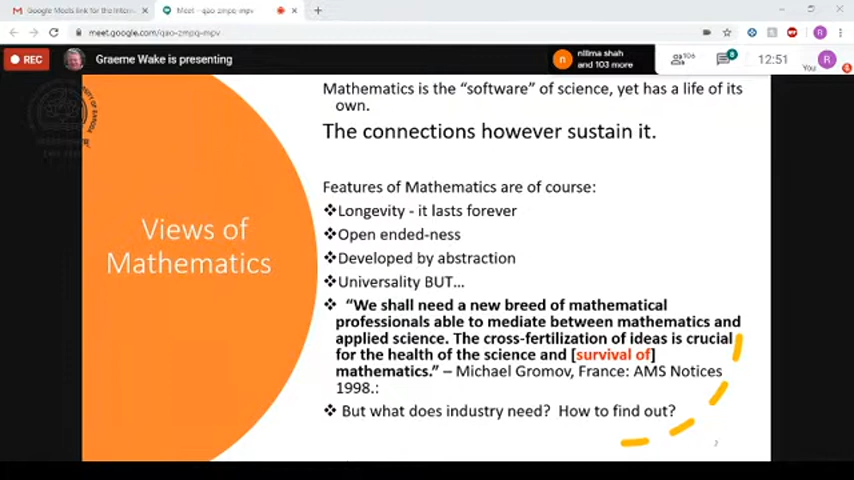 Google Meets link for the Intern
Meet - qao-zmpq-mpv
meet.google.com/qao-zmpq-mpv
REC
Graeme Wake is presenting
n
nilima shah
and 103 more
106
8
12:51
You
R
R
6
Mathematics is the “software” of science, yet has a life of its
own.
The connections however sustain it.
Features of Mathematics are of course:
❖Longevity - it lasts forever
❖Open ended-ness
❖Developed by abstraction
❖Universality BUT...
Views of
Mathematics
❖ “We shall need a new breed of mathematical
professionals able to mediate between mathematics and
applied science. The cross-fertilization of ideas is crucial
for the health of the science and [survival of]
mathematics.” – Michael Gromov, France: AMS Notices
1998.:
❖ But what does industry need?  How to find out?